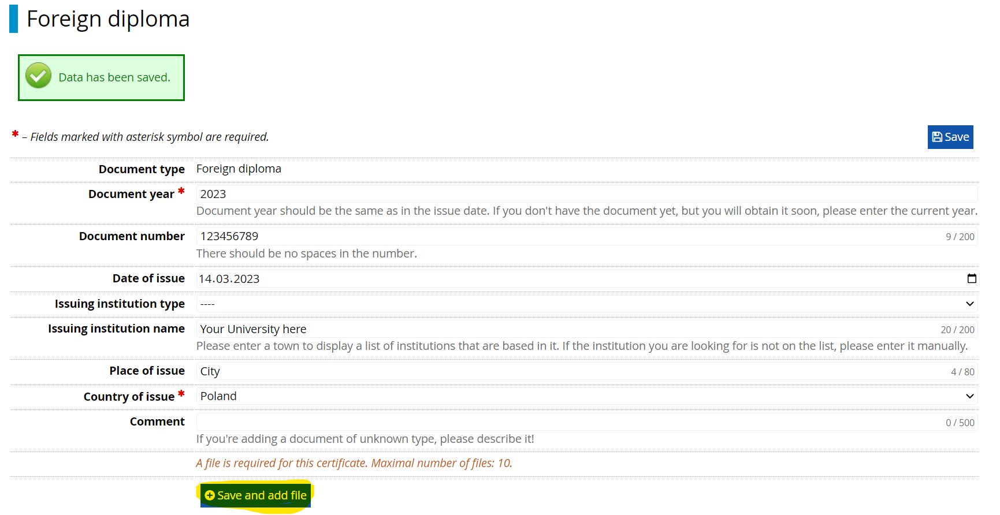 Foreign diploma
Data has been saved.
* – Fields marked with asterisk symbol are required.
Save
Document type Foreign diploma
Document year * 2023
Document year should be the same as in the issue date. If you don't have the document yet, but you will obtain it soon, please enter the current year.
Document number 123456789 9 / 200
There should be no spaces in the number.
Date of issue 14.03.2023
Issuing institution type ----
Issuing institution name Your University here 20 / 200
Please enter a town to display a list of institutions that are based in it. If the institution you are looking for is not on the list, please enter it manually.
Place of issue City 4 / 80
Country of issue * Poland
Comment 0 / 500
If you're adding a document of unknown type, please describe it!
A file is required for this certificate. Maximal number of files: 10.
Save and add file